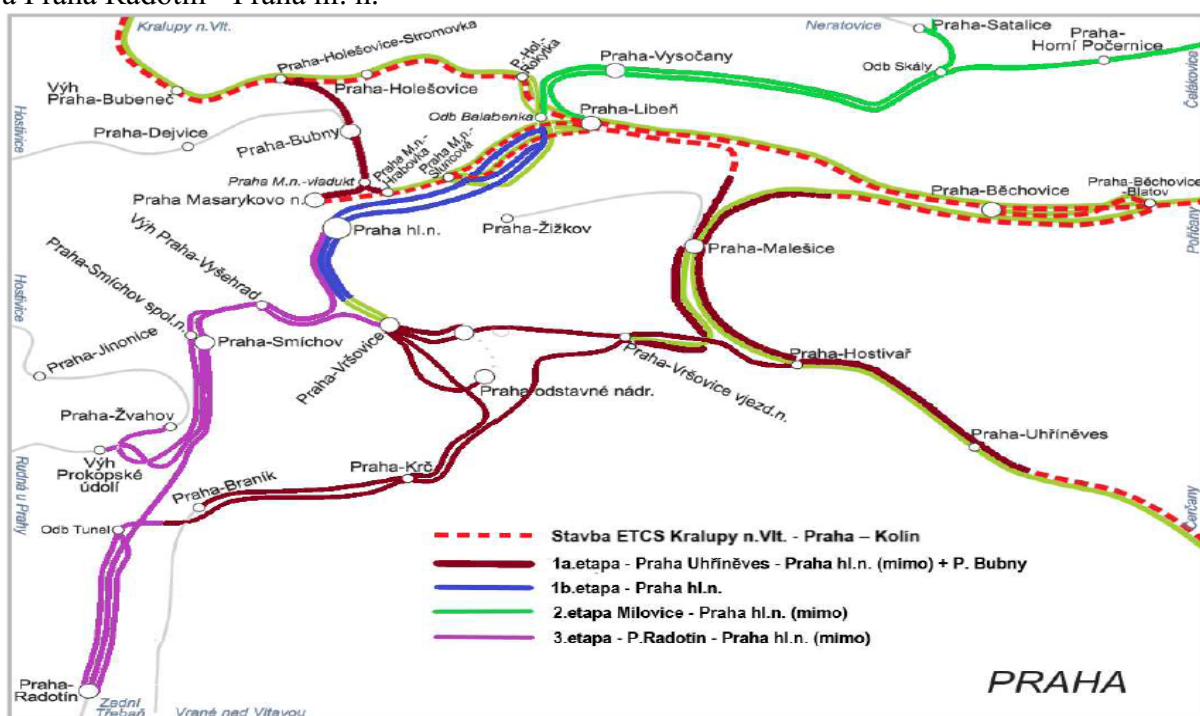 a Praha Radotín - Praha hl. n.
Kralupy n.Vlt.
Neratovice
Praha-Satalice
Praha-
Horní Počernice
Praha-Holešovice-Stromovka
P.-Hol.-
Rokytka
Praha-Vysočany
Odb Skály
Čelákovice
Výh
Praha-Bubeneč
Praha-Holešovice
Hostivice
Praha-Dejvice
Odb Balabenka
Praha-Libeň
Praha-Bubny
Praha M.n.-
Hrabovka
Praha M.n.-
Sluncová
Praha M.n.-viadukt
Praha Masarykovo n.
Praha-Běchovice
Praha-Běchovice
-Blatov
Poříčany
Praha hl.n.
Praha-Žižkov
Praha-Malešice
Výh Praha-Vyšehrad
Praha-Smíchov spol.n.
Hostivice
Praha-Jinonice
Praha-Smíchov
Praha-Vršovice
Praha-Hostivař
Praha odstavné nádr.
Praha-Vršovice vjezd.n.
Praha-Žvahov
Výh
Prokopské
údolí
Praha-Uhříněves
Rudná u Prahy
Praha-Krč
Praha-Braník
Odb Tunel
Čerčany
Stavba ETCS Kralupy n.Vlt. - Praha – Kolín
1a.etapa - Praha Uhříněves - Praha hl.n. (mimo) + P. Bubny
1b.etapa - Praha hl.n.
2.etapa Milovice - Praha hl.n. (mimo)
3.etapa - P.Radotín - Praha hl.n. (mimo)
PRAHA
Praha-
Radotín
Zadní
Třebaň
Vrané nad Vltavou